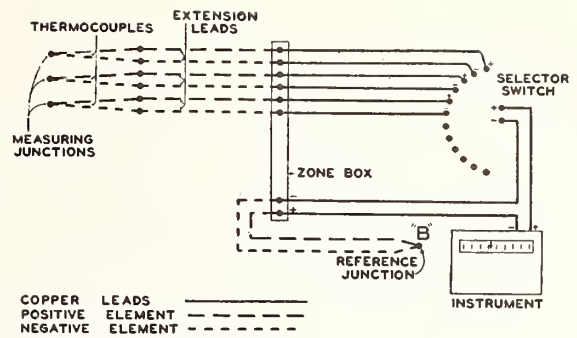 THERMOCOUPLES
EXTENSION
LEADS
SELECTOR
SWITCH
MEASURING
JUNCTIONS
ZONE BOX
"B"
REFERENCE
JUNCTION
INSTRUMENT
COPPER LEADS
POSITIVE ELEMENT
NEGATIVE ELEMENT